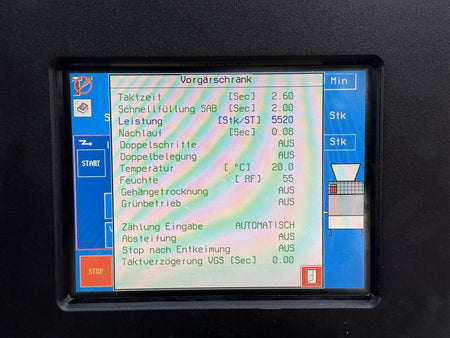 Vorgärschrank
Min
Taktzeit [Sec] 2.60
Schnellfüllung SAB [Sec] 2.00
Stk
Leistung [Stk/ST] 5520
Nachlauf [Sec] 0.08
Doppelschritte AUS
Stk
Doppelbelegung AUS
START
Temperatur [ °C] 20.0
Feuchte [ RF] 55
Gehängetrocknung AUS
Grünbetrieb AUS
Zählung Eingabe AUTOMATISCH
Absteifung AUS
Stop nach Entkeimung AUS
STOP
Taktverzögerung VGS [Sec] 0.00